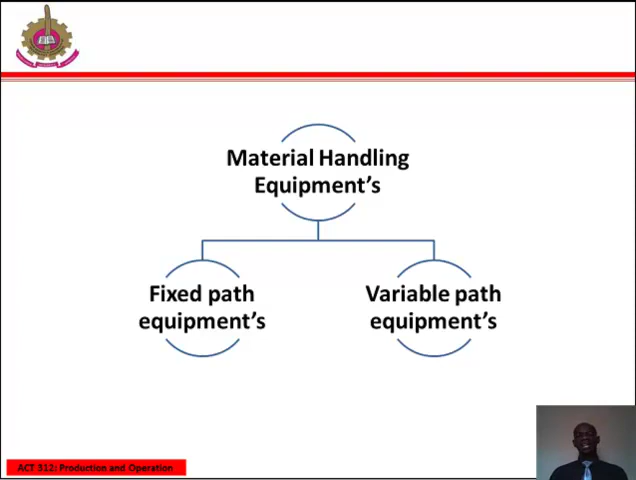 Material Handling
Equipment's
Fixed path
equipment's
Variable path
equipment's
ACT 312: Production and Operation